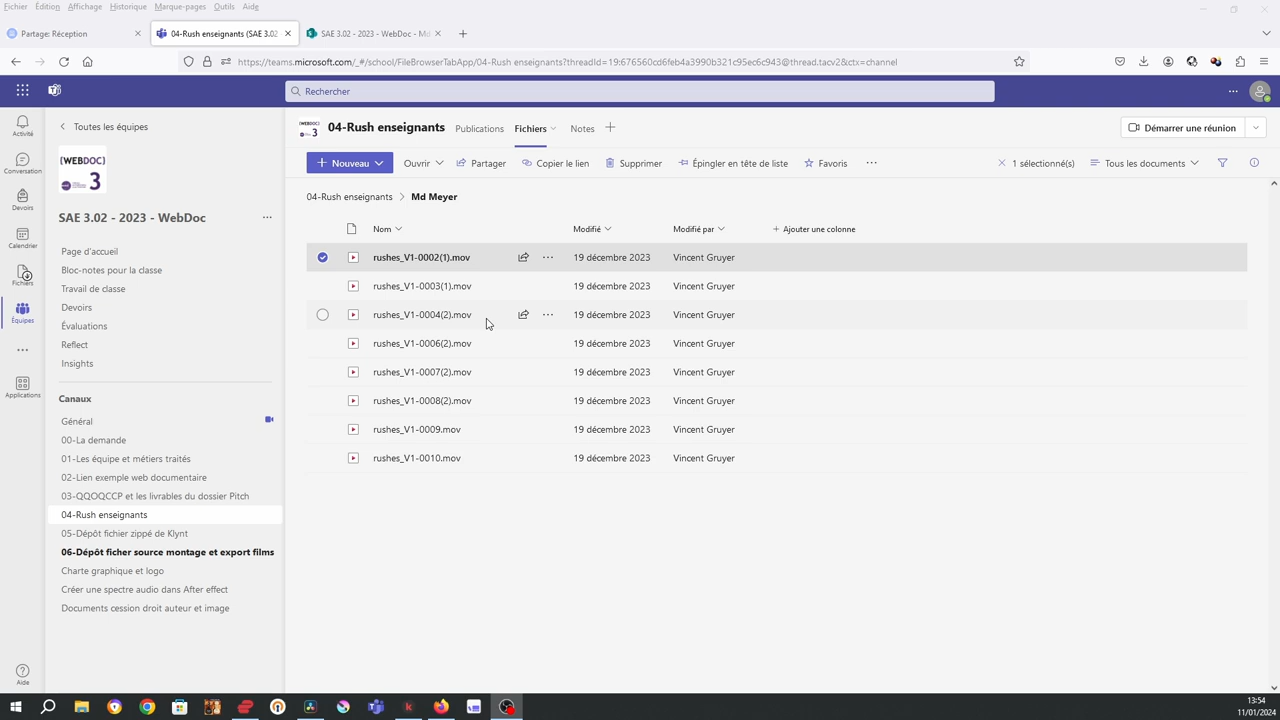 Fichier Édition Affichage Historique Marque-pages Outils Aide
Partage: Réception
04-Rush enseignants (SAE 3.02
SAE 3.02 - 2023 - WebDoc - Md
https://teams.microsoft.com/_#/school/FileBrowserTabApp/04-Rush enseignants?threadId=19:676560cd6feb4a3990b321c95ec6c943@thread.tacv2&ctx=channel
Rechercher
Activité
Conversation
Devoirs
Calendrier
Fichiers
Équipes
Applications
Aide
Toutes les équipes
(WEBDOC)
3
SAE 3.02 - 2023 - WebDoc
Page d'accueil
Bloc-notes pour la classe
Travail de classe
Devoirs
Évaluations
Reflect
Insights
Canaux
Général
00-La demande
01-Les équipe et métiers traités
02-Lien exemple web documentaire
03-QQOQCCP et les livrables du dossier Pitch
04-Rush enseignants
05-Dépôt fichier zippé de Klynt
06-Dépôt ficher source montage et export films
Charte graphique et logo
Créer une spectre audio dans After effect
Documents cession droit auteur et image
04-Rush enseignants Publications Fichiers Notes
Démarrer une réunion
Nouveau Ouvrir Partager Copier le lien Supprimer Épingler en tête de liste Favoris
1 sélectionné(s) Tous les documents
04-Rush enseignants > Md Meyer
Nom Modifié Modifié par Ajouter une colonne
rushes_V1-0002(1).mov 19 décembre 2023 Vincent Gruyer
rushes_V1-0003(1).mov 19 décembre 2023 Vincent Gruyer
rushes_V1-0004(2).mov 19 décembre 2023 Vincent Gruyer
rushes_V1-0006(2).mov 19 décembre 2023 Vincent Gruyer
rushes_V1-0007(2).mov 19 décembre 2023 Vincent Gruyer
rushes_V1-0008(2).mov 19 décembre 2023 Vincent Gruyer
rushes_V1-0009.mov 19 décembre 2023 Vincent Gruyer
rushes_V1-0010.mov 19 décembre 2023 Vincent Gruyer
13:54
11/01/2024